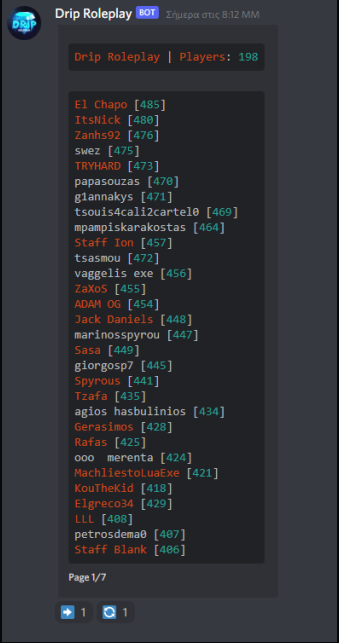 DRIP
Drip Roleplay BOT Σήμερα στις 8:12 ΜΜ
Drip Roleplay | Players: 198
El Chapo [485]
ItsNick [480]
Zanhs92 [476]
swez [475]
TRYHARD [473]
papasouzas [470]
g1annakys [471]
tsouis4cali2cartel0 [469]
mpampiskarakostas [464]
Staff Ion [457]
tsasmou [472]
vaggelis exe [456]
ZaXoS [455]
ADAM OG [454]
Jack Daniels [448]
marinosspyrou [447]
Sasa [449]
giorgosp7 [445]
Spyrous [441]
Tzafa [435]
agios hasbulinios [434]
Gerasimos [428]
Rafas [425]
ooo  merenta [424]
MachliestoLuaExe [421]
KouTheKid [418]
Elgreco34 [429]
LLL [408]
petrosdema0 [407]
Staff Blank [406]
Page 1/7
1 1